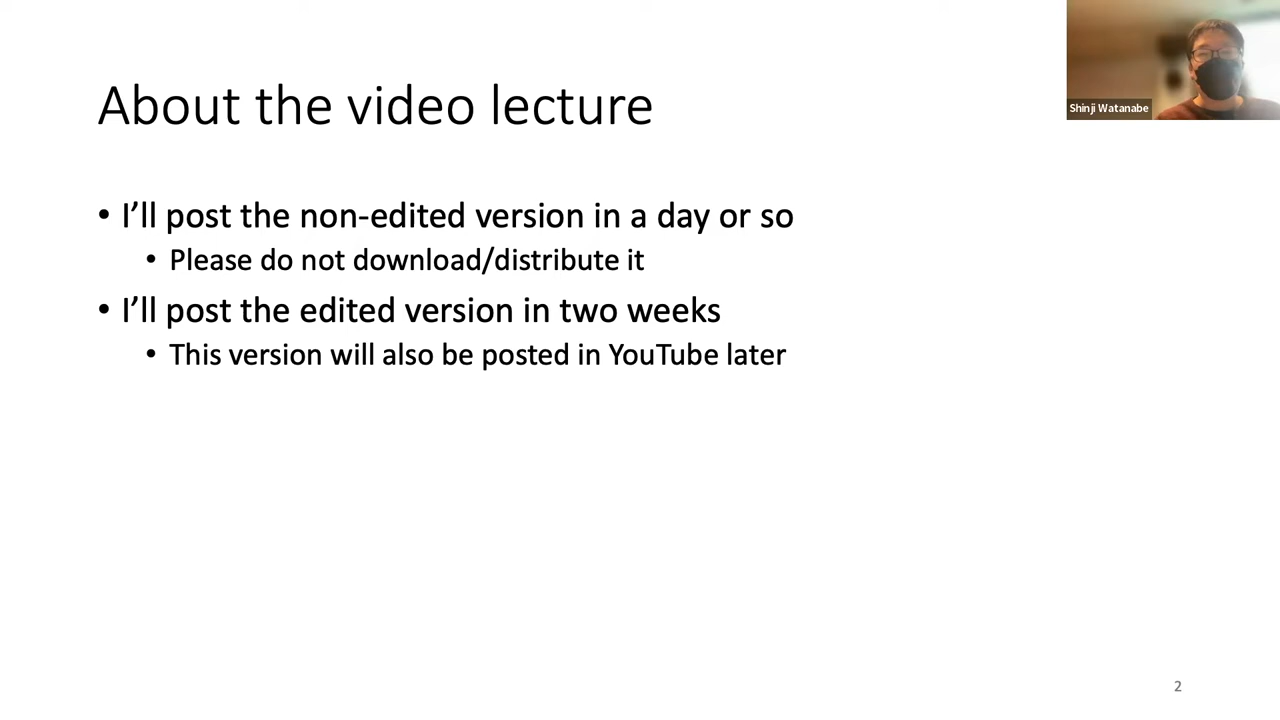 Shinji Watanabe
About the video lecture
• I'll post the non-edited version in a day or so
• Please do not download/distribute it
• I'll post the edited version in two weeks
• This version will also be posted in YouTube later
2